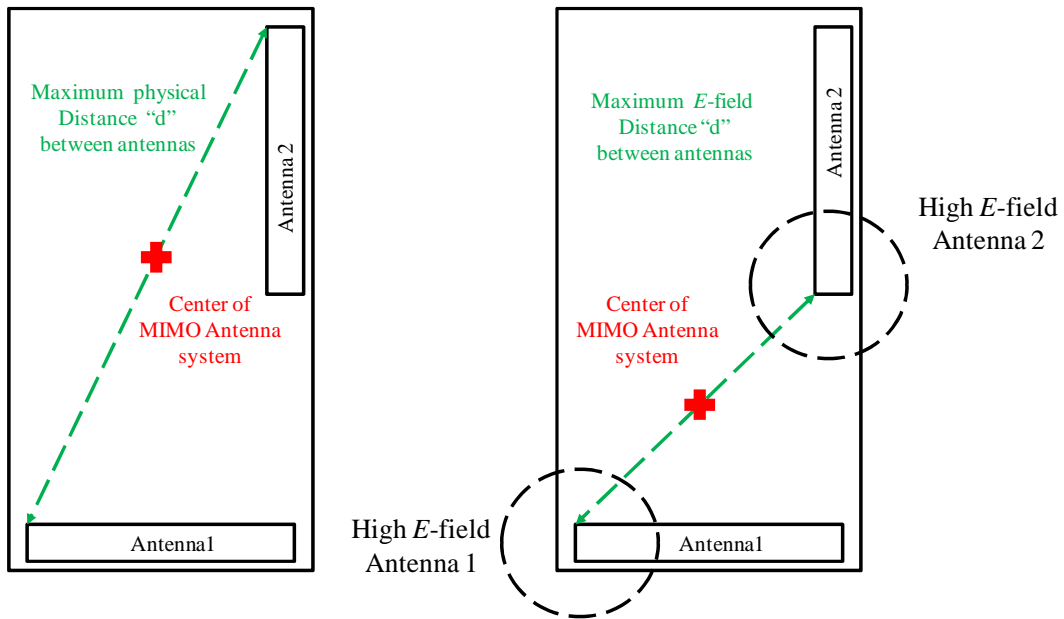 Maximum physical
Distance “d”
between antennas
Antenna 2
Center of
MIMO Antenna
system
Antenna1
Maximum E-field
Distance “d”
between antennas
Antenna 2
High E-field
Antenna 2
Center of
MIMO Antenna
system
High E-field
Antenna 1
Antenna1